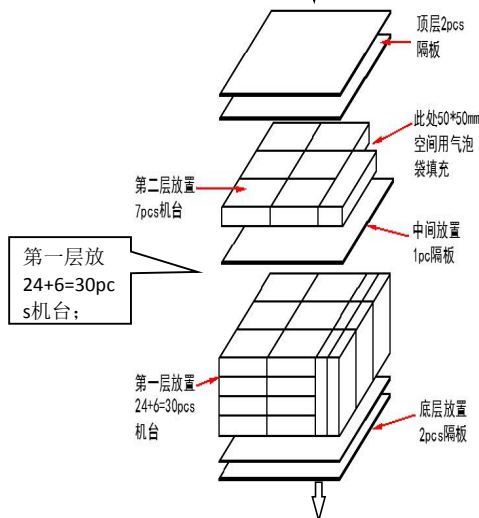 顶层2pcs
隔板
此处50*50mm
空间用气泡
袋填充
第二层放置
7pcs机台
中间放置
1pc隔板
第一层放
24+6=30pc
s机台；
第一层放置
24+6=30pcs
机台
底层放置
2pcs隔板